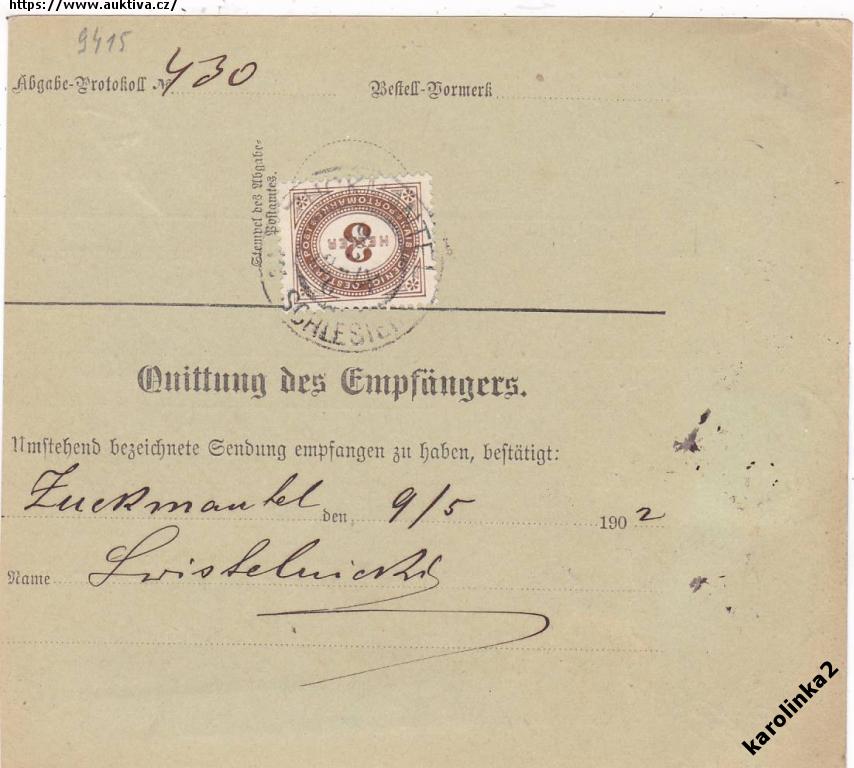 https://www.auktiva.cz/
9415
Abgabe-Protokoll № 430
Bestell-Vormerk
Stempel des Abgabe-
Postamtes.
8
HELLER
SCHLESIEN
Quittung des Empfängers.
Umstehend bezeichnete Sendung empfangen zu haben, bestätigt:
Zuckmantel den 9/5 1902
Name
karolinka2